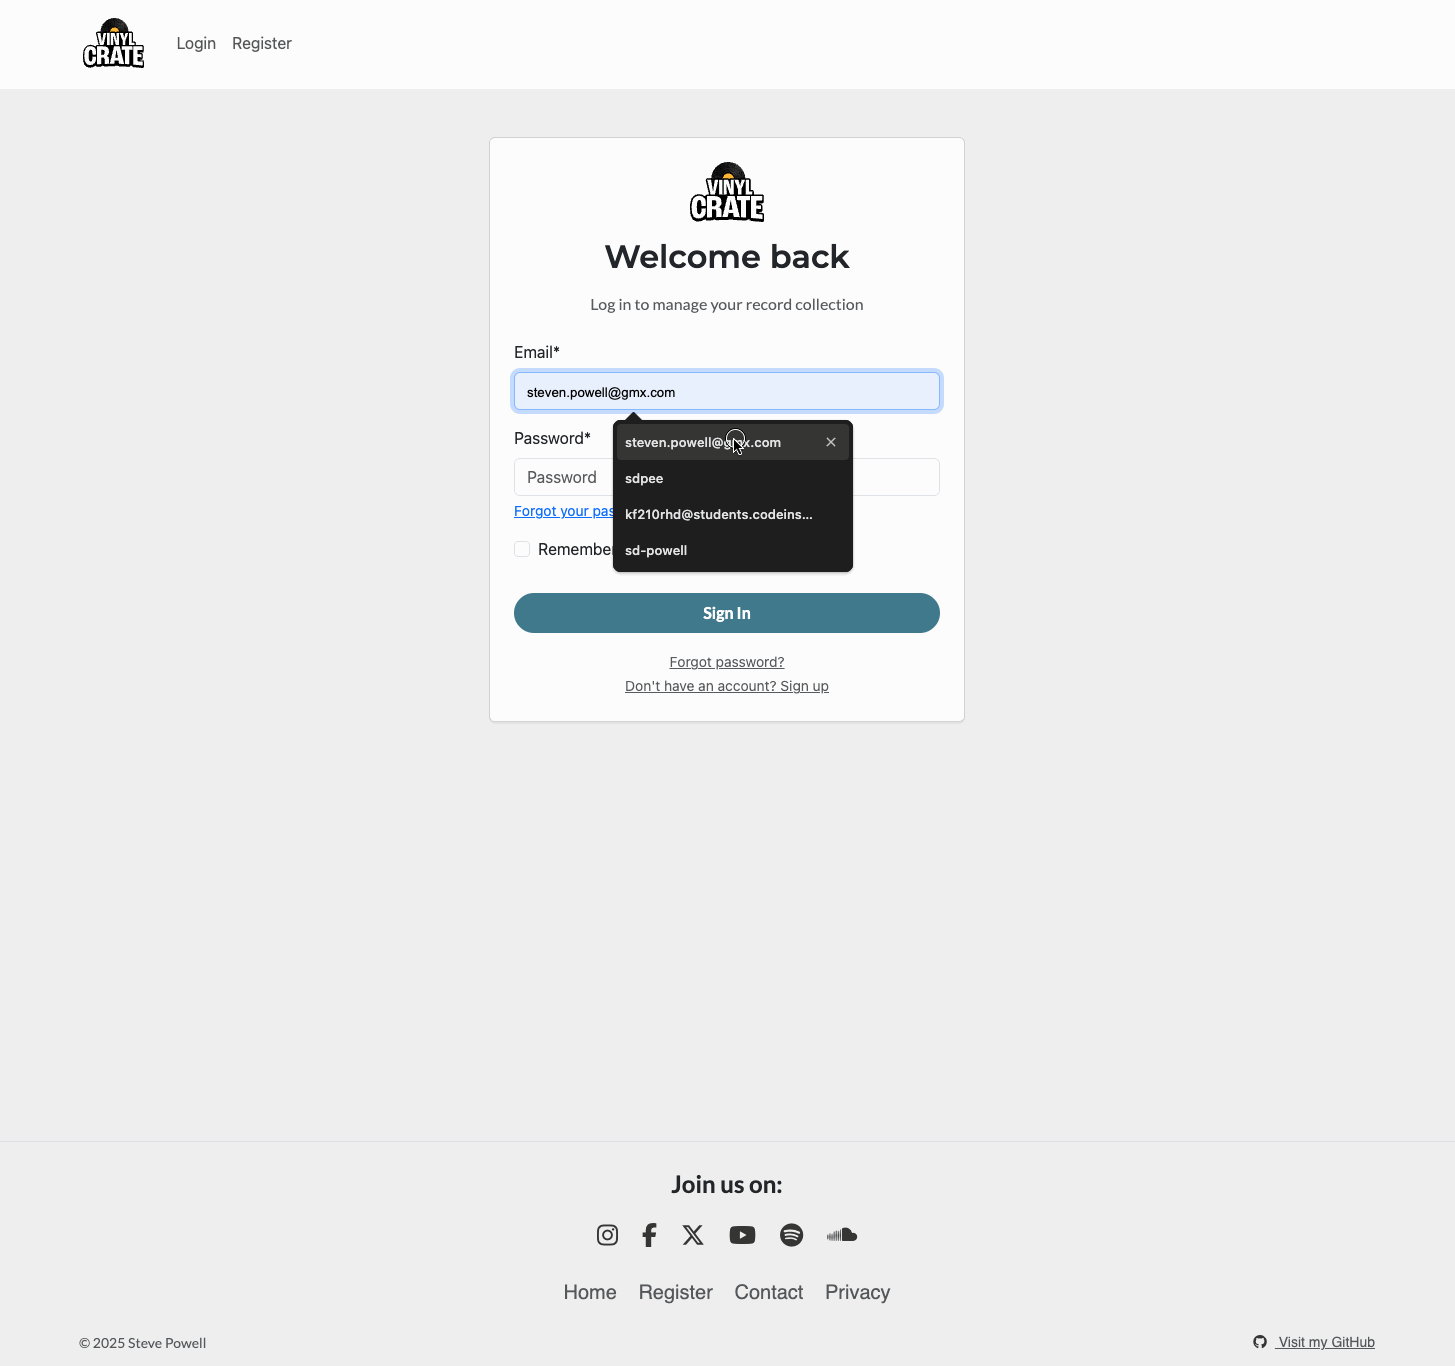 VINYL
CRATE
Login Register
VINYL
CRATE
Welcome back
Log in to manage your record collection
Email*
steven.powell@gmx.com
Password*
steven.powell@gmx.com
Password
sdpee
Forgot your pas
kf210rhd@students.codeins...
Remember
sd-powell
Sign In
Forgot password?
Don't have an account? Sign up
Join us on:
Home Register Contact Privacy
© 2025 Steve Powell
Visit my GitHub